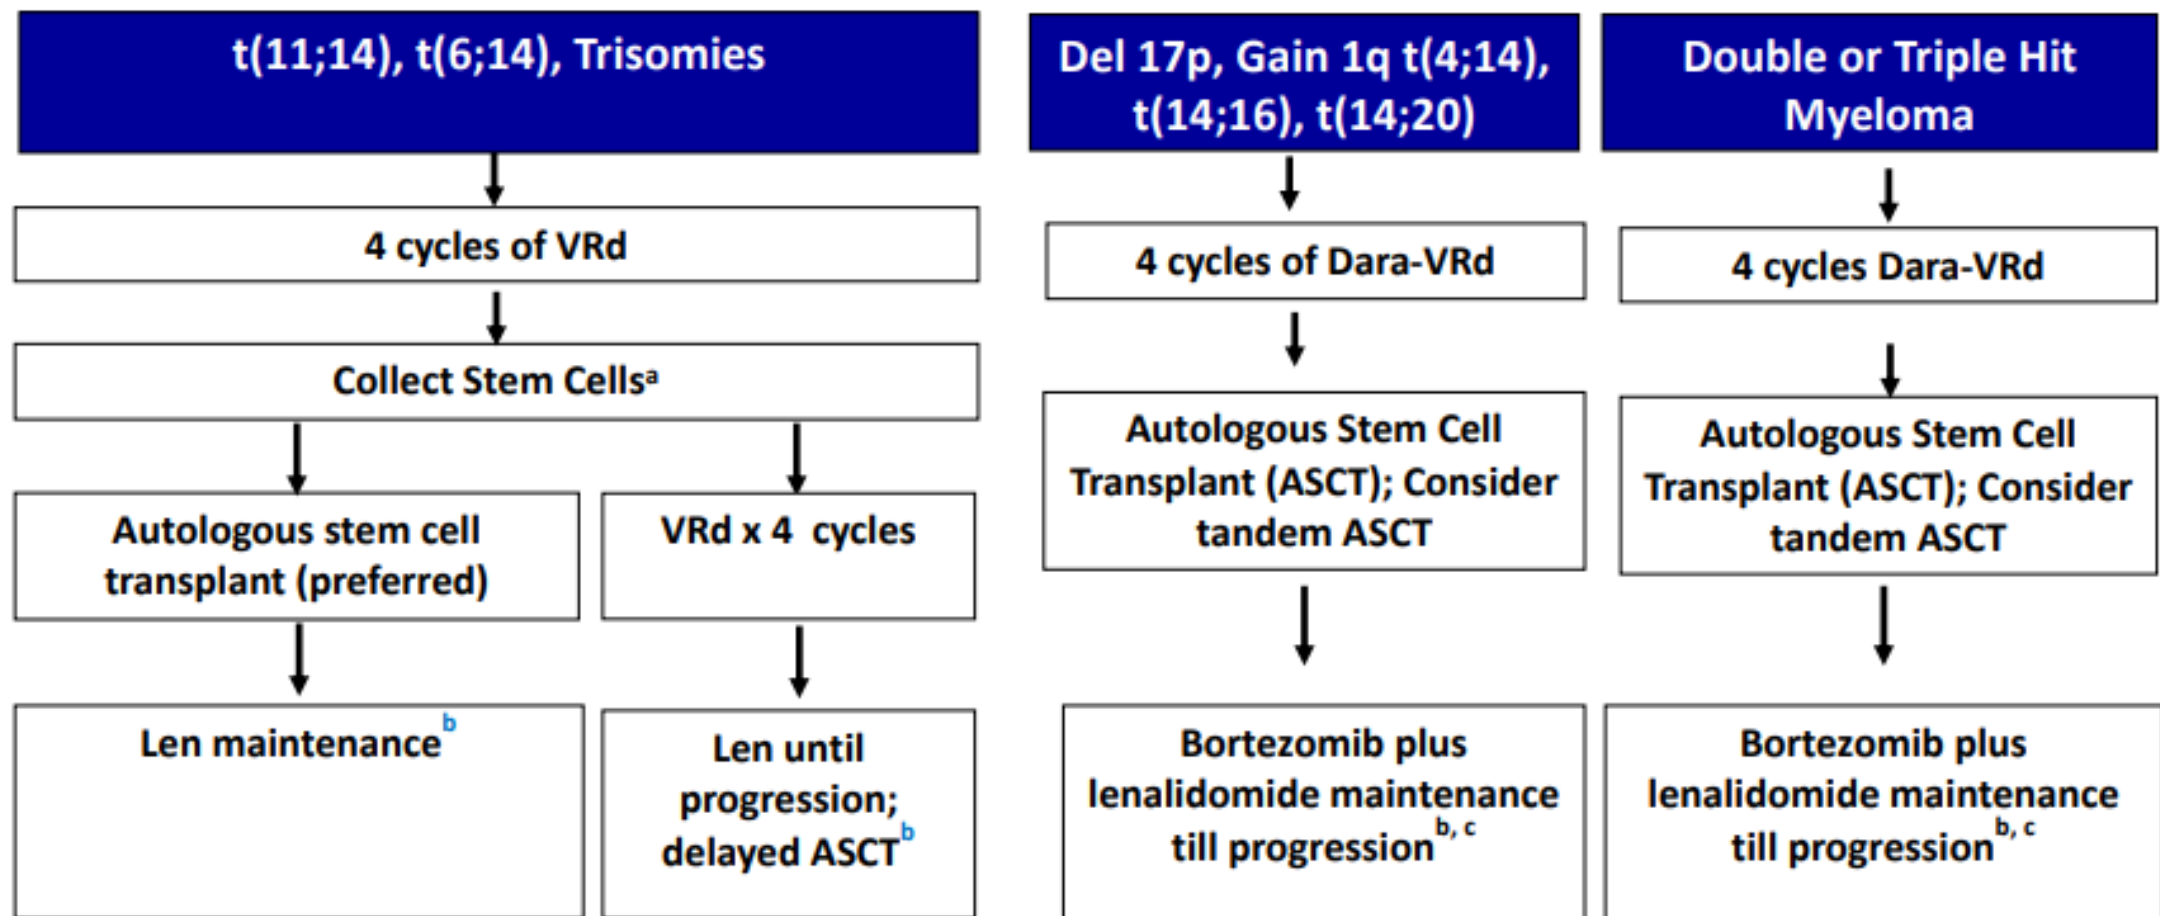 t(11;14), t(6;14), Trisomies
4 cycles of VRd
Collect Stem Cellsᵃ
Autologous stem cell
transplant (preferred)
Len maintenanceᵇ
VRd x 4 cycles
Len until
progression;
delayed ASCTᵇ
Del 17p, Gain 1q t(4;14),
t(14;16), t(14;20)
4 cycles of Dara-VRd
Autologous Stem Cell
Transplant (ASCT); Consider
tandem ASCT
Bortezomib plus
lenalidomide maintenance
till progressionᵇ, ᶜ
Double or Triple Hit
Myeloma
4 cycles Dara-VRd
Autologous Stem Cell
Transplant (ASCT); Consider
tandem ASCT
Bortezomib plus
lenalidomide maintenance
till progressionᵇ, ᶜ